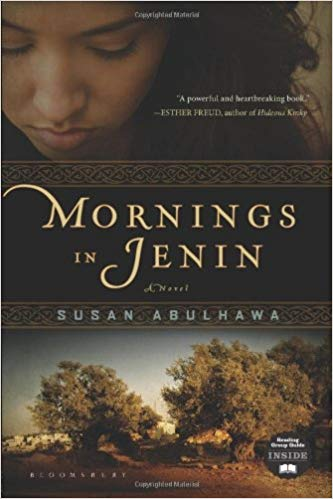 "A powerful and heartbreaking book."
—ESTHER FREUD, author of Hideous Kinky
MORNINGS
IN JENIN
A Novel
SUSAN ABULHAWA
Reading
Group Guide
INSIDE
BLOOMSBURY